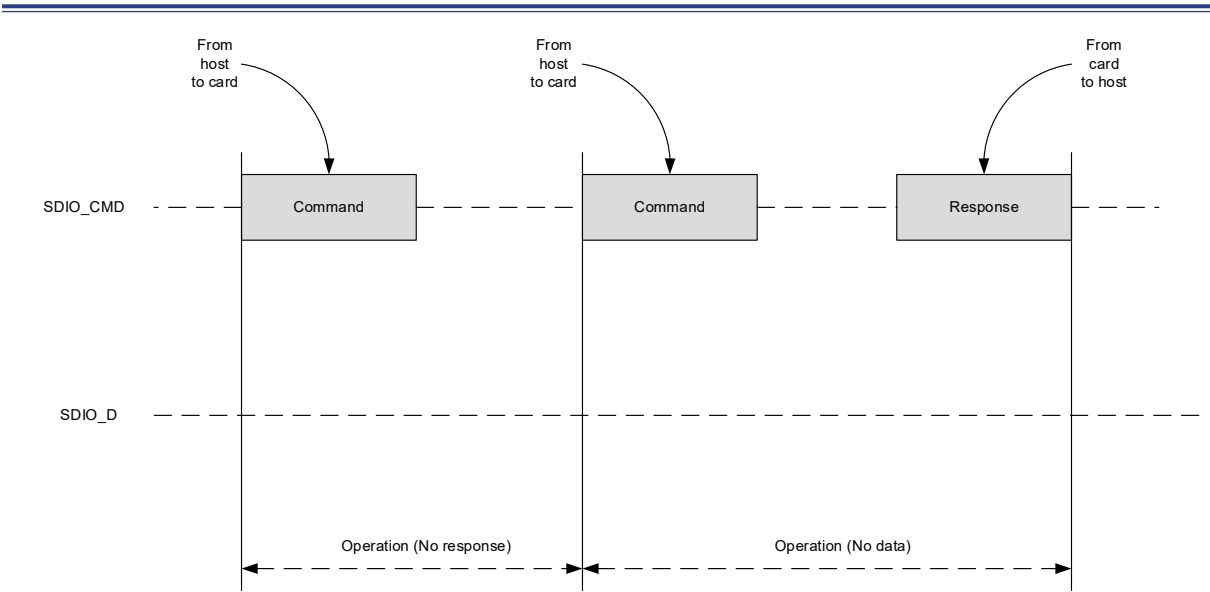 From
host
to card
From
host
to card
From
card
to host
SDIO_CMD
Command
Command
Response
SDIO_D
Operation (No response)
Operation (No data)